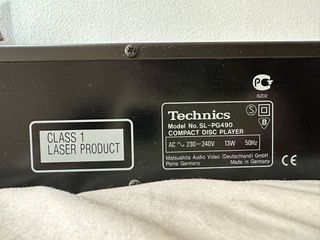 CLASS 1
LASER PRODUCT
Technics
Model No. SL-PG490
COMPACT DISC PLAYER
AC ~ 230-240V 13W 50Hz
Matsushita Audio Video (Deutschland) GmbH
Peine Germany
Made in Germany
S
B
CE